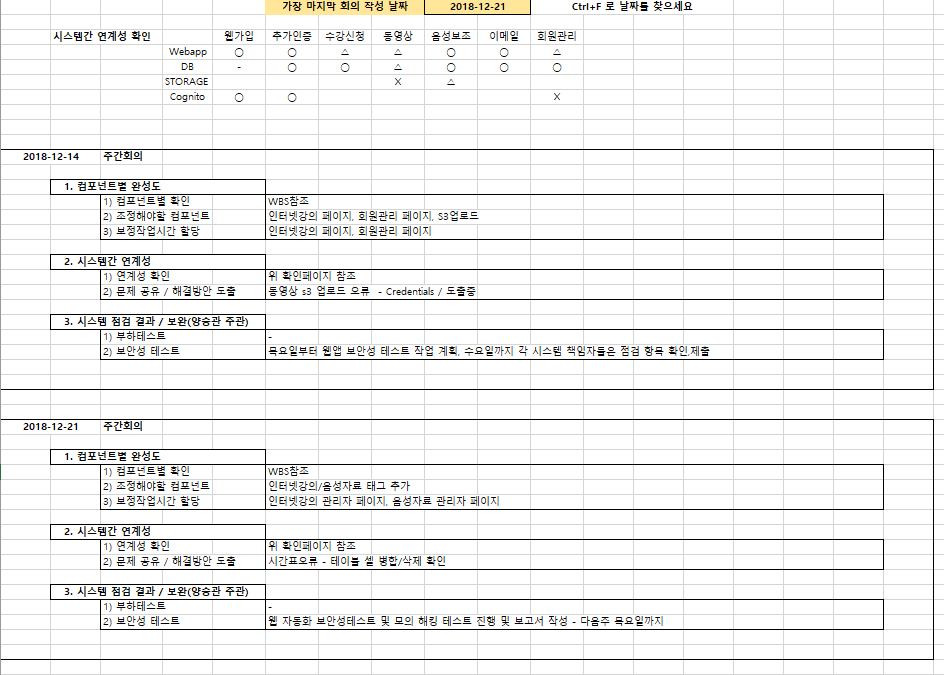 가장 마지막 회의 작성 날짜 2018-12-21 Ctrl+F 로 날짜를 찾으세요
시스템간 연계성 확인 웹가입 추가인증 수강신청 동영상 음성보조 이메일 회원관리
Webapp ○ ○ △ △ ○ ○ △
DB - ○ ○ △ ○ ○ ○
STORAGE X △
Cognito ○ ○ X
2018-12-14 주간회의
1. 컴포넌트별 완성도
1) 컴포넌트별 확인 WBS참조
2) 조정해야할 컴포넌트 인터넷강의 페이지, 회원관리 페이지, S3업로드
3) 보정작업시간 할당 인터넷강의 페이지, 회원관리 페이지
2. 시스템간 연계성
1) 연계성 확인 위 확인페이지 참조
2) 문제 공유 / 해결방안 도출 동영상 s3 업로드 오류 - Credentials / 도출중
3. 시스템 점검 결과 / 보완(양승관 주관)
1) 부하테스트 -
2) 보안성 테스트 목요일부터 웹앱 보안성 테스트 작업 계획, 수요일까지 각 시스템 책임자들은 점검 항목 확인,제출
2018-12-21 주간회의
1. 컴포넌트별 완성도
1) 컴포넌트별 확인 WBS참조
2) 조정해야할 컴포넌트 인터넷강의/음성자료 태그 추가
3) 보정작업시간 할당 인터넷강의 관리자 페이지, 음성자료 관리자 페이지
2. 시스템간 연계성
1) 연계성 확인 위 확인페이지 참조
2) 문제 공유 / 해결방안 도출 시간표오류 - 테이블 셀 병합/삭제 확인
3. 시스템 점검 결과 / 보완(양승관 주관)
1) 부하테스트 -
2) 보안성 테스트 웹 자동화 보안성테스트 및 모의 해킹 테스트 진행 및 보고서 작성 - 다음주 목요일까지